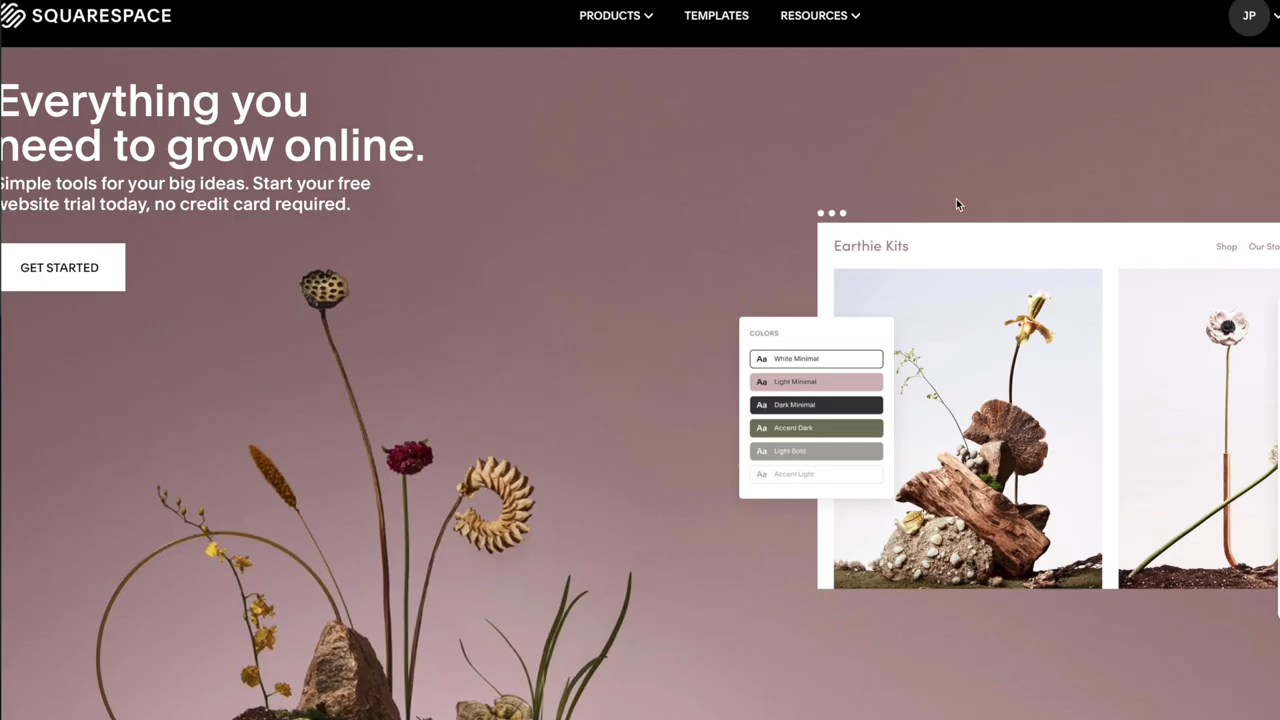 SQUARESPACE
PRODUCTS
TEMPLATES
RESOURCES
JP
Everything you
need to grow online.
Simple tools for your big ideas. Start your free
website trial today, no credit card required.
GET STARTED
Earthie Kits
Shop
Our Sto
COLORS
Aa White Minimal
Aa Light Minimal
Aa Dark Minimal
Aa Accent Dark
Aa Light Bold
Aa Accent Light